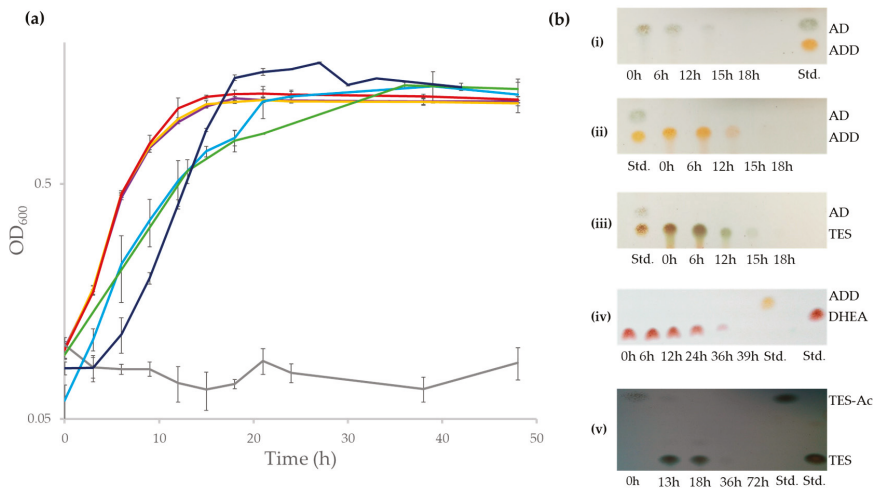 (a)
OD600
0.5
0.05
0
10
20
30
40
50
Time (h)
(b)
(i)
AD
ADD
0h 6h 12h 15h 18h Std.
(ii)
AD
ADD
Std. 0h 6h 12h 15h 18h
(iii)
AD
TES
Std. 0h 6h 12h 15h 18h
(iv)
ADD
DHEA
0h 6h 12h 24h 36h 39h Std. Std.
(v)
TES-Ac
TES
0h 13h 18h 36h 72h Std. Std.